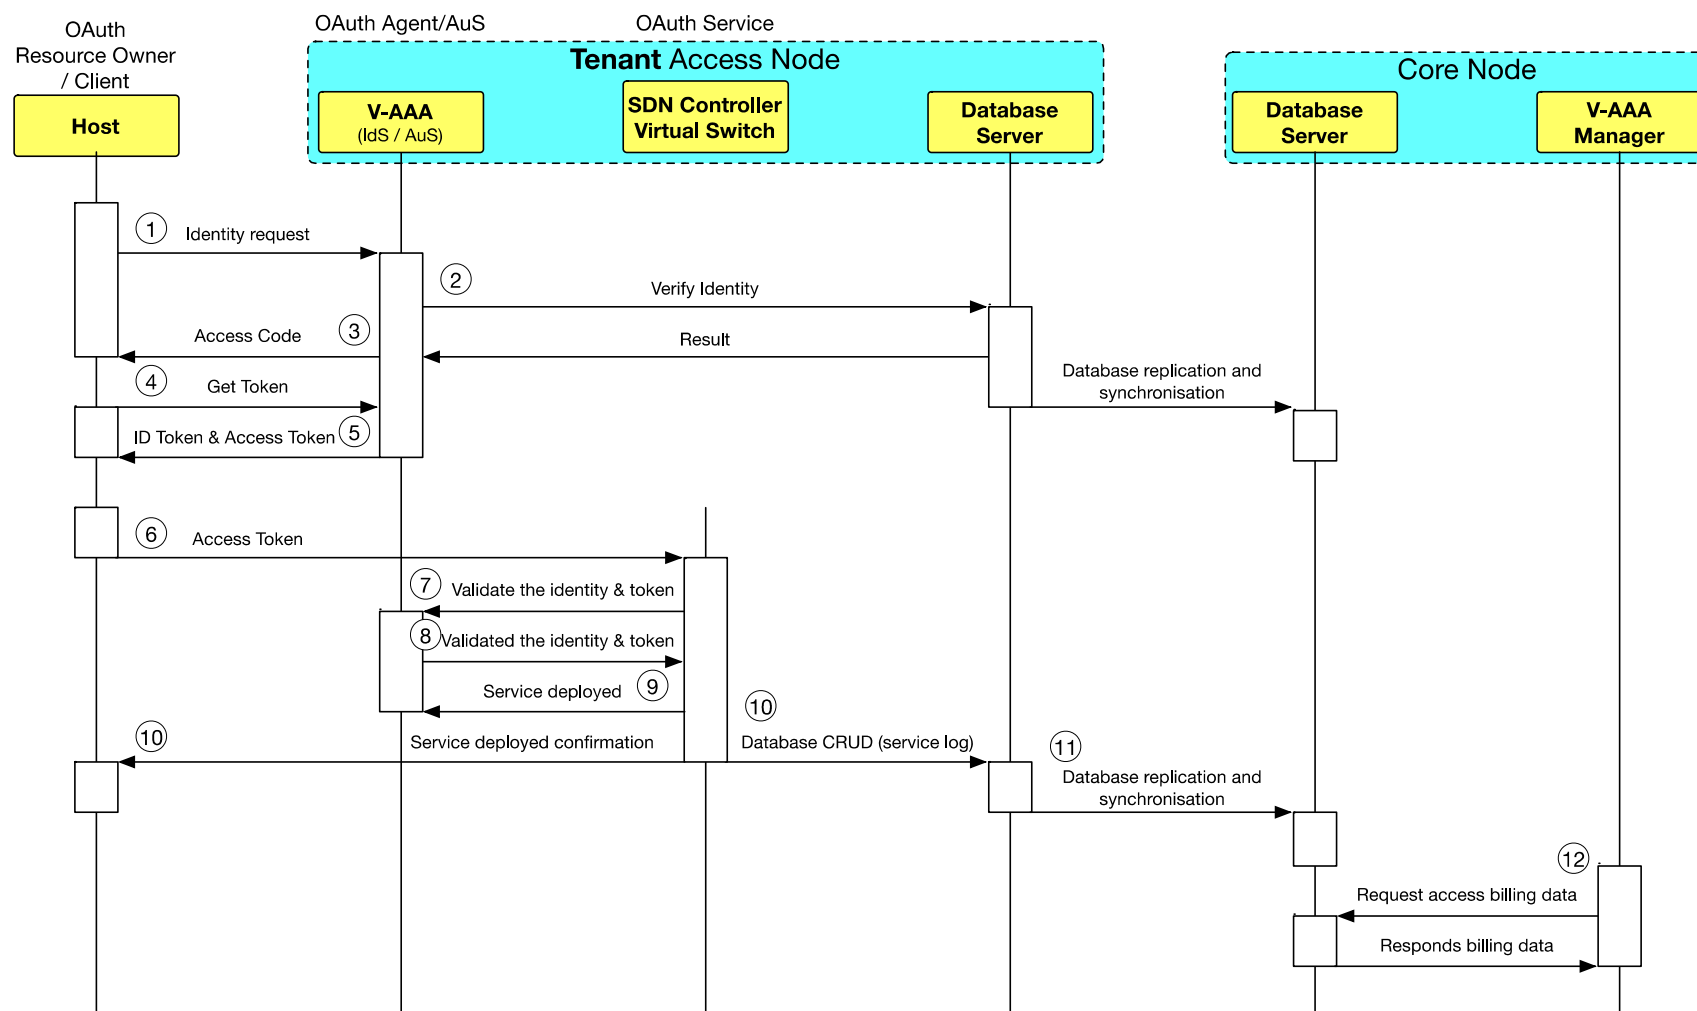 OAuth
Resource Owner
/ Client
OAuth Agent/AuS
OAuth Service
Tenant Access Node
Core Node
Host
V-AAA
(IdS / AuS)
SDN Controller
Virtual Switch
Database
Server
Database
Server
V-AAA
Manager
1
Identity request
2
Verify Identity
3
Access Code
Result
4
Get Token
Database replication and
synchronisation
5
ID Token & Access Token
6
Access Token
7
Validate the identity & token
8
Validated the identity & token
9
Service deployed
10
Service deployed confirmation
10
Database CRUD (service log)
11
Database replication and
synchronisation
12
Request access billing data
Responds billing data